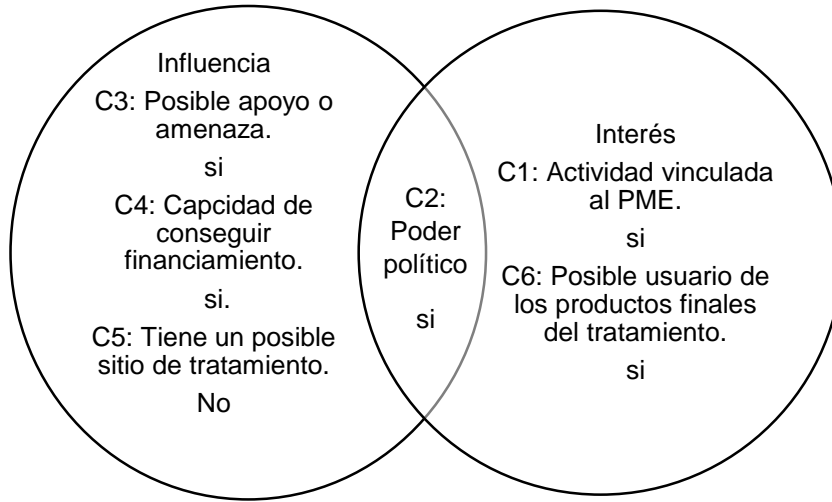 Influencia
C3: Posible apoyo o
amenaza.
si
C4: Capcidad de
conseguir
financiamiento.
si.
C5: Tiene un posible
sitio de tratamiento.
No
C2:
Poder
político
si
Interés
C1: Actividad vinculada
al PME.
si
C6: Posible usuario de
los productos finales
del tratamiento.
si